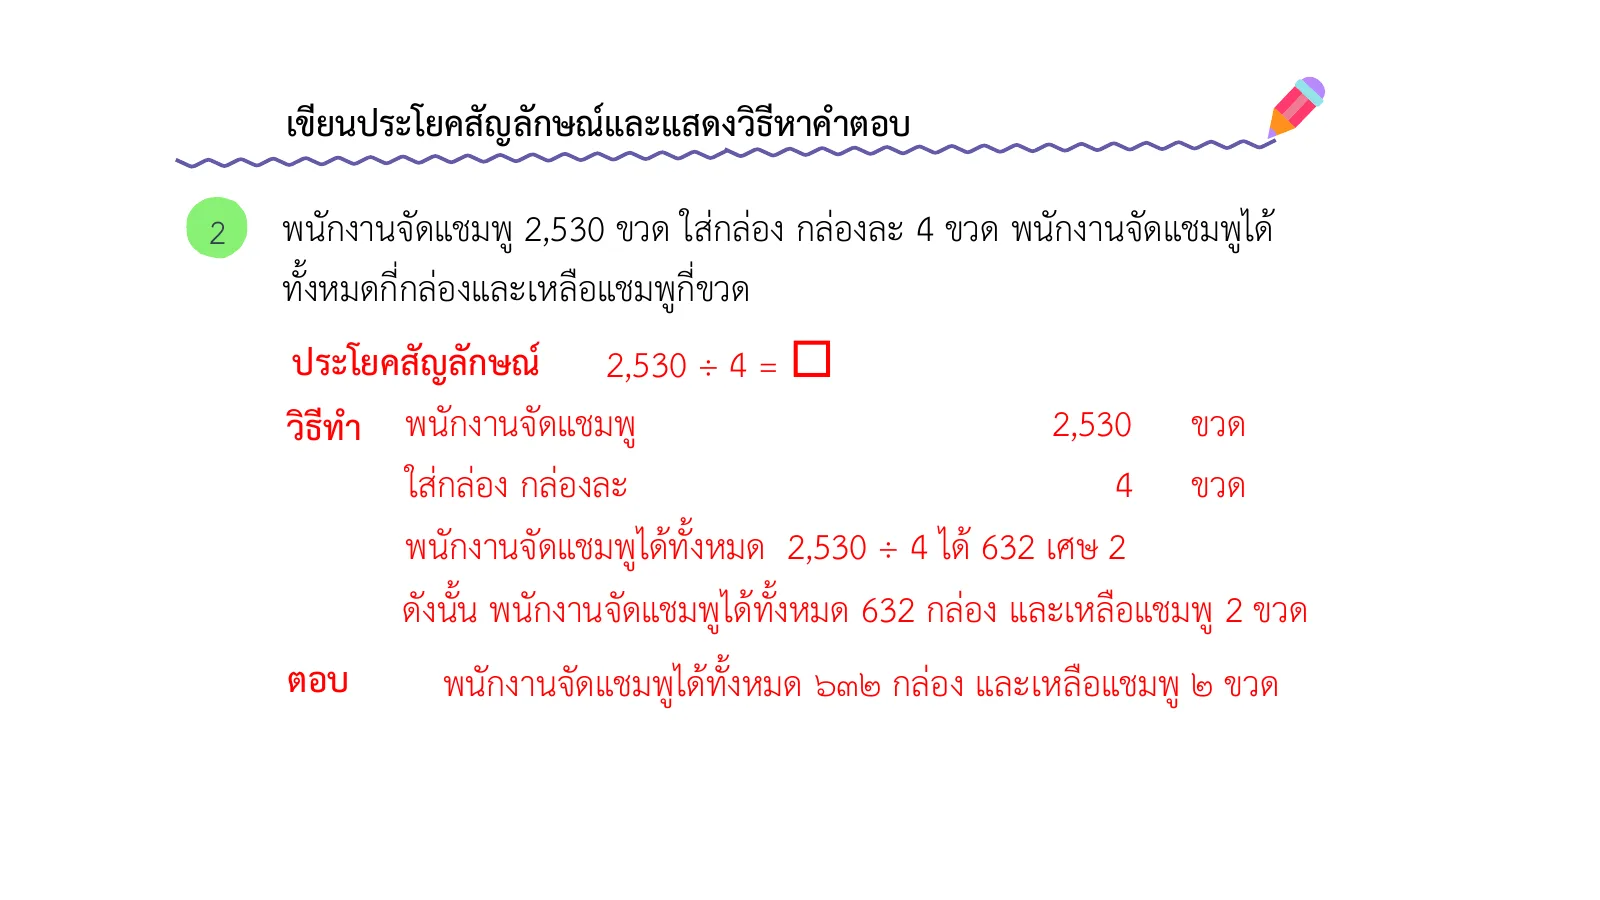 เขียนประโยคสัญลักษณ์และแสดงวิธีหาคำตอบ
2 พนักงานจัดแชมพู 2,530 ขวด ใส่กล่อง กล่องละ 4 ขวด พนักงานจัดแชมพูได้
ทั้งหมดกี่กล่องและเหลือแชมพูกี่ขวด
ประโยคสัญลักษณ์ 2,530 ÷ 4 = □
วิธีทำ พนักงานจัดแชมพู 2,530 ขวด
ใส่กล่อง กล่องละ 4 ขวด
พนักงานจัดแชมพูได้ทั้งหมด 2,530 ÷ 4 ได้ 632 เศษ 2
ดังนั้น พนักงานจัดแชมพูได้ทั้งหมด 632 กล่อง และเหลือแชมพู 2 ขวด
ตอบ พนักงานจัดแชมพูได้ทั้งหมด ๖๓๒ กล่อง และเหลือแชมพู ๒ ขวด